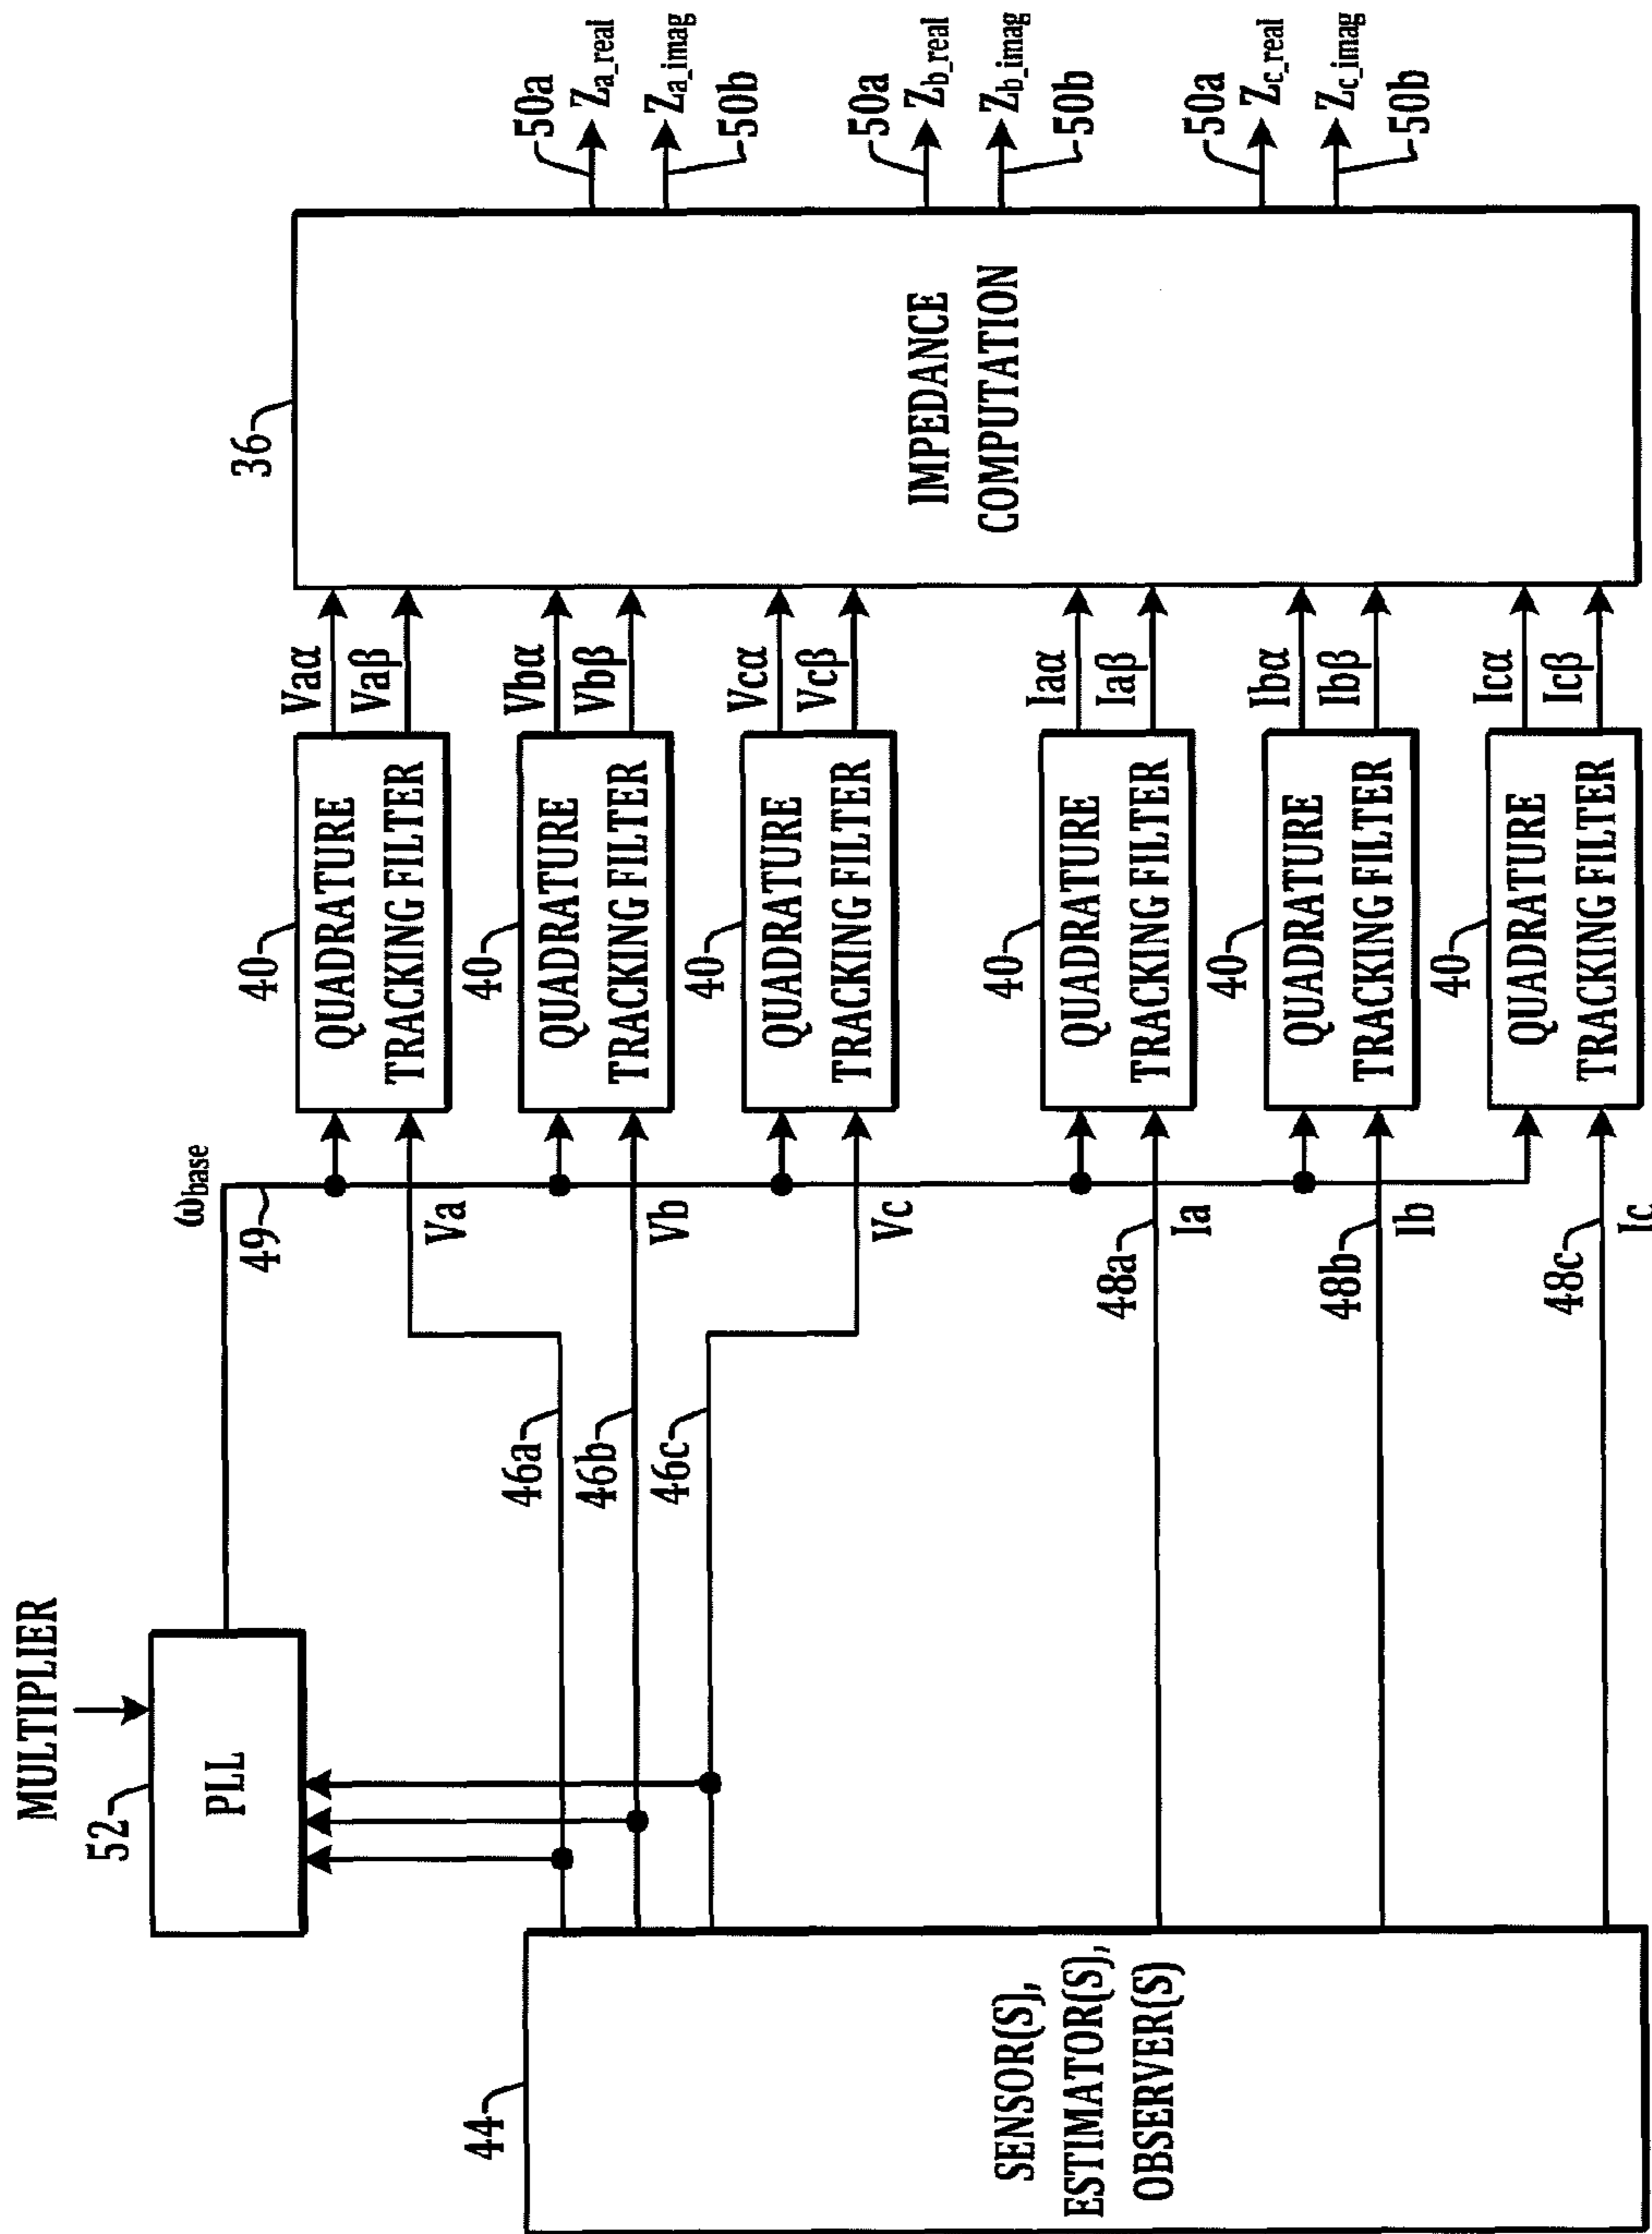 MULTIPLIER
52
PLL
ωbase
49
44
SENSOR(S),
ESTIMATOR(S),
OBSERVER(S)
46a
46b
46c
Va
Vb
Vc
48a
Ia
48b
Ib
48c
Ic
40
QUADRATURE
TRACKING FILTER
40
QUADRATURE
TRACKING FILTER
40
QUADRATURE
TRACKING FILTER
40
QUADRATURE
TRACKING FILTER
40
QUADRATURE
TRACKING FILTER
40
QUADRATURE
TRACKING FILTER
Vaα
Vaβ
Vbα
Vbβ
Vcα
Vcβ
Iaα
Iaβ
Ibα
Ibβ
Icα
Icβ
36
IMPEDANCE
COMPUTATION
50a
Za_real
Za_imag
50b
50a
Zb_real
Zb_imag
50b
50a
Zc_real
Zc_imag
50b